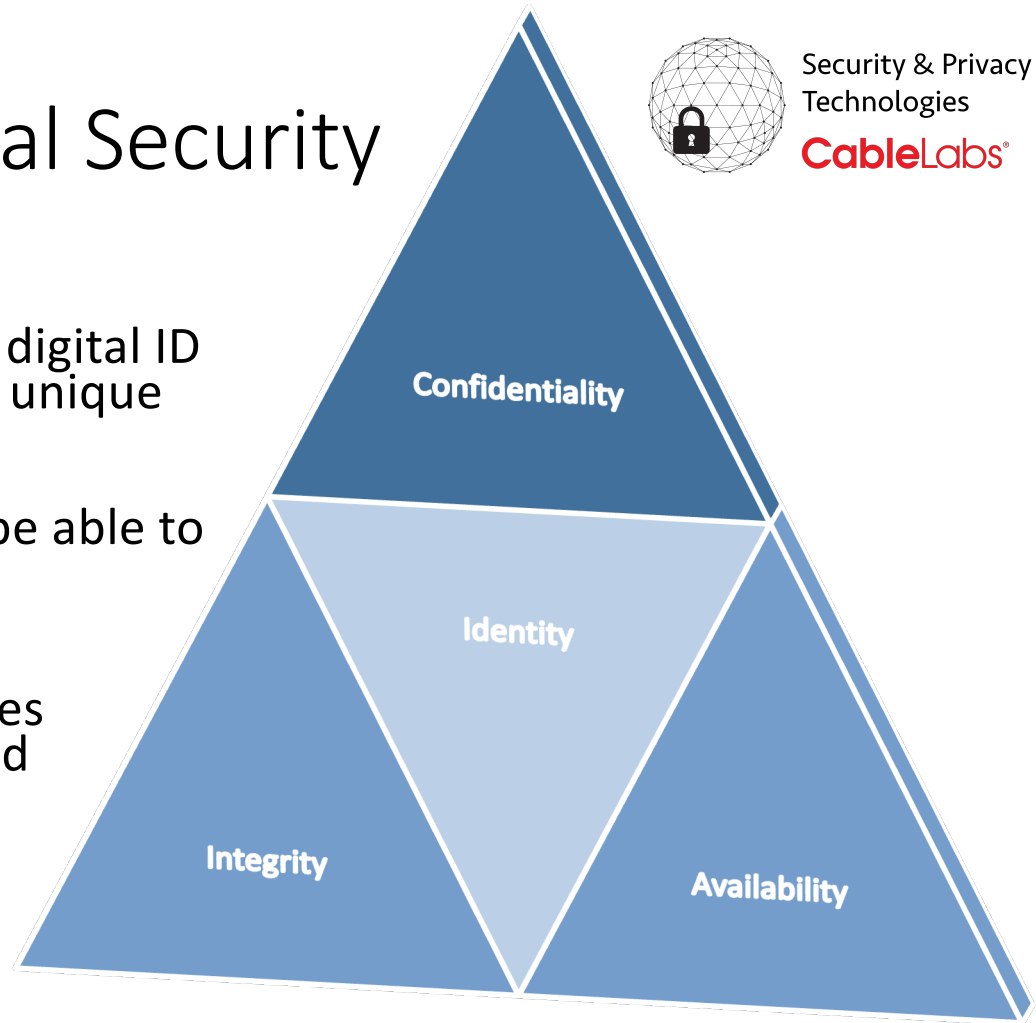 al Security
Security & Privacy
Technologies
CableLabs®
digital ID
unique
be able to
es
d
Confidentiality
Identity
Integrity
Availability